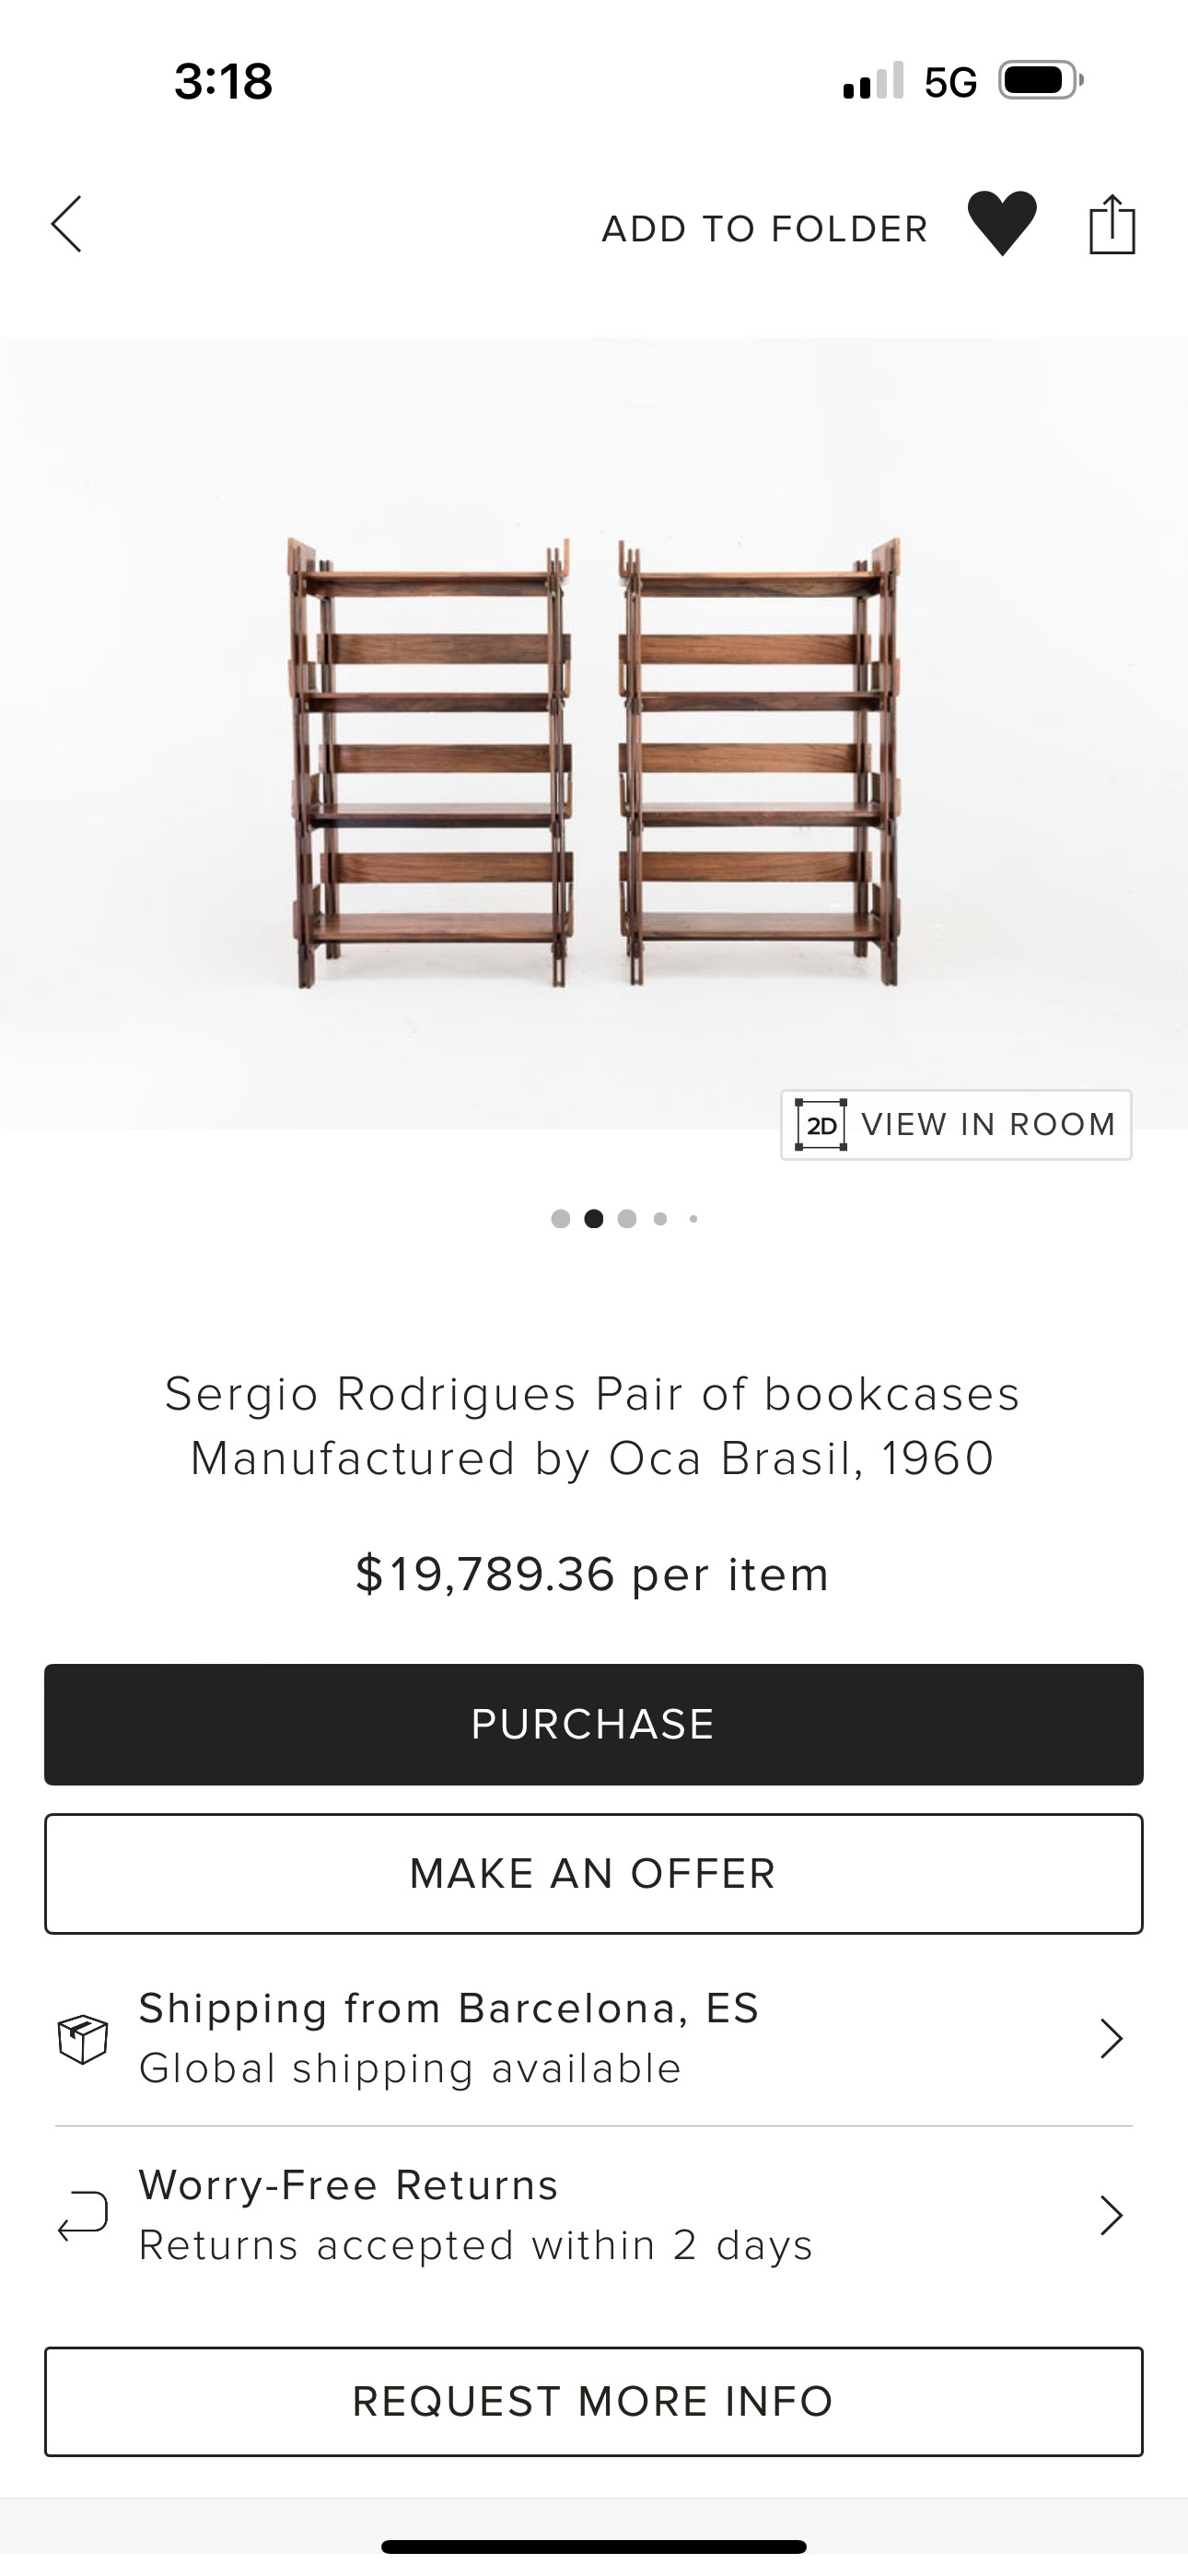 3:18
5G
ADD TO FOLDER
2D VIEW IN ROOM
Sergio Rodrigues Pair of bookcases
Manufactured by Oca Brasil, 1960
$19,789.36 per item
PURCHASE
MAKE AN OFFER
Shipping from Barcelona, ES
Global shipping available
Worry-Free Returns
Returns accepted within 2 days
REQUEST MORE INFO